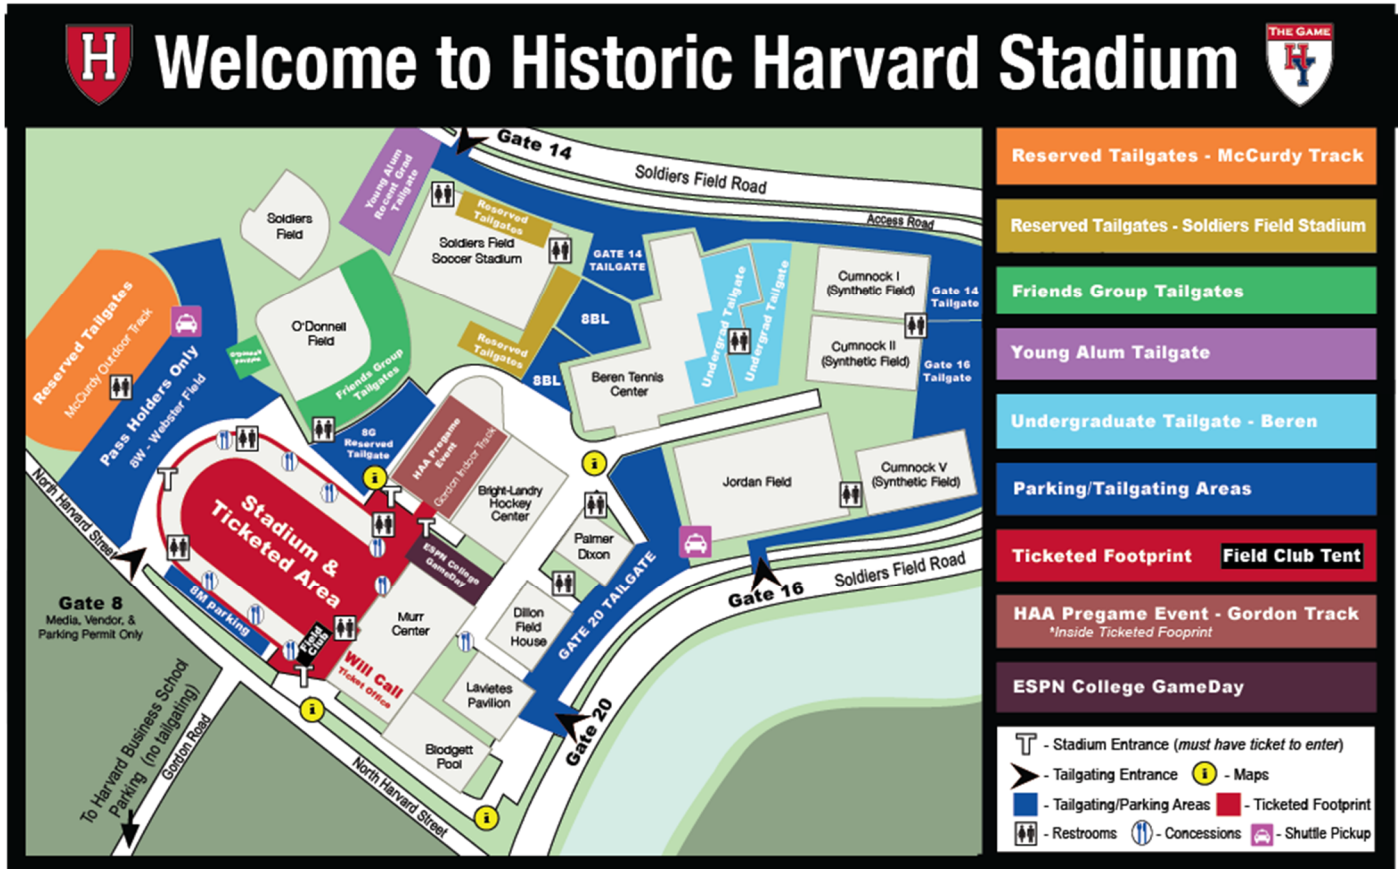 H
Welcome to Historic Harvard Stadium
THE GAME
HY
Gate 14
Soldiers Field Road
Access Road
Young Alum
Recent Grad
Tailgate
Soldiers
Field
Reserved
Tailgates
Soldiers Field
Soccer Stadium
GATE 14
TAILGATE
Undergrad Tailgate
Undergrad Tailgate
Cumnock I
(Synthetic Field)
Gate 14
Tailgate
Reserved Tailgates
McCurdy Outdoor Track
Pass Holders Only
8W - Webster Field
O'Donnell
Field
Friends Group
Tailgates
Reserved
Tailgates
8BL
8BL
Cumnock II
(Synthetic Field)
Gate 16
Tailgate
Beren Tennis
Center
8G
Reserved
Tailgate
HAA Pregame
Event
Gordon Indoor Track
Bright-Landry
Hockey
Center
i
i
Jordan Field
Cumnock V
(Synthetic Field)
North Harvard Street
T
T
T
Stadium &
Ticketed Area
ESPN College
GameDay
Palmer
Dixon
Gate 8
Media, Vendor, &
Parking Permit Only
8M parking
Field
Club
T
Murr
Center
Dillon
Field
House
GATE 20 TAILGATE
Gate 16
Soldiers Field Road
Will Call
Ticket Office
Lavietes
Pavilion
Gate 20
Blodgett
Pool
i
i
North Harvard Street
To Harvard Business School
Parking (no tailgating)
Gordon Road
Reserved Tailgates - McCurdy Track
Reserved Tailgates - Soldiers Field Stadium
Friends Group Tailgates
Young Alum Tailgate
Undergraduate Tailgate - Beren
Parking/Tailgating Areas
Ticketed Footprint Field Club Tent
HAA Pregame Event - Gordon Track
*Inside Ticketed Fooprint
ESPN College GameDay
T - Stadium Entrance (must have ticket to enter)
- Tailgating Entrance i - Maps
- Tailgating/Parking Areas - Ticketed Footprint
- Restrooms - Concessions - Shuttle Pickup